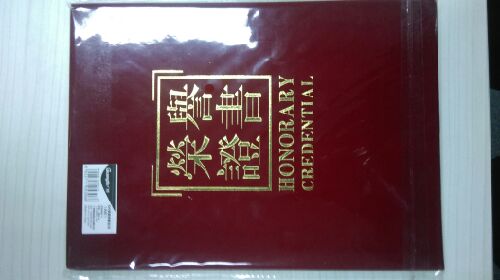 榮譽
證書
HONORARY
CREDENTIAL